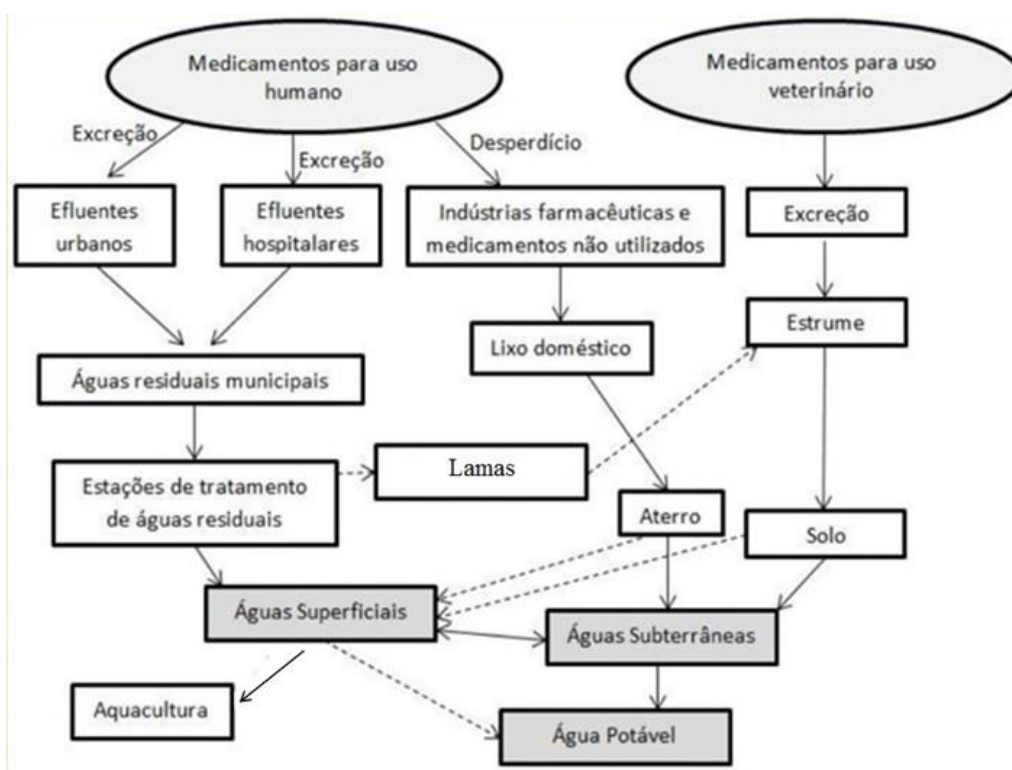 Medicamentos para uso
humano
Medicamentos para uso
veterinário
Excreção
Excreção
Desperdício
Efluentes
urbanos
Efluentes
hospitalares
Indústrias farmacêuticas e
medicamentos não utilizados
Excreção
Estrume
Lixo doméstico
Águas residuais municipais
Lamas
Estações de tratamento
de águas residuais
Aterro
Solo
Águas Superficiais
Águas Subterrâneas
Aquacultura
Água Potável